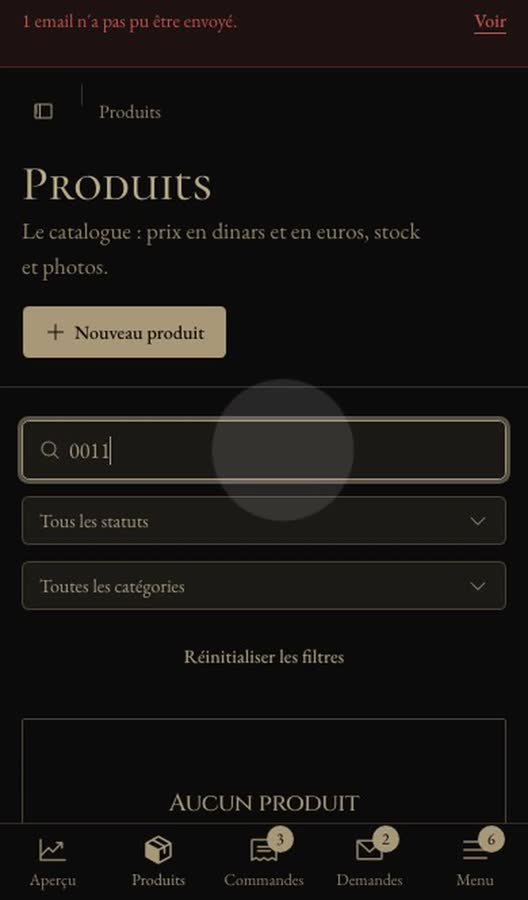 1 email n'a pas pu être envoyé. Voir
Produits
Produits
Le catalogue : prix en dinars et en euros, stock
et photos.
Nouveau produit
0011
Tous les statuts
Toutes les catégories
Réinitialiser les filtres
Aucun produit
3 2 6
Aperçu Produits Commandes Demandes Menu